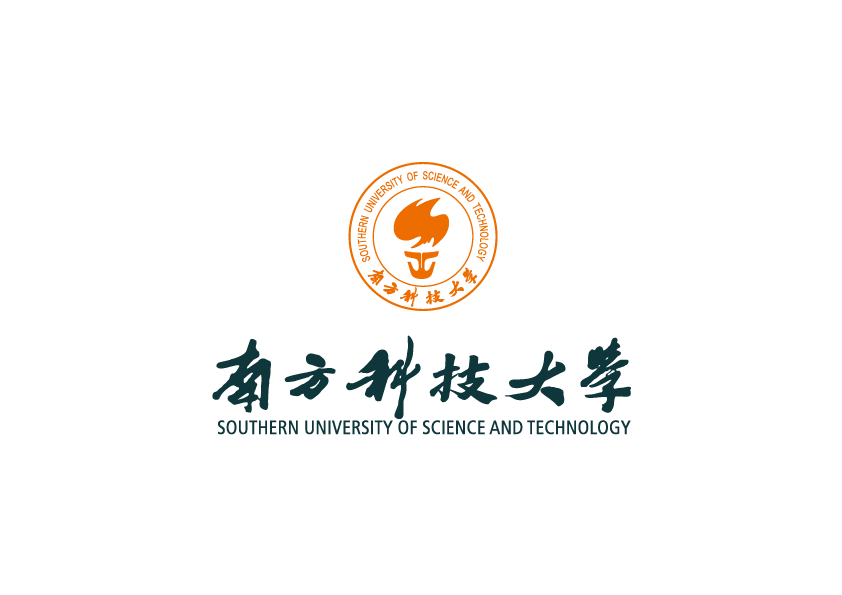 SOUTHERN UNIVERSITY OF SCIENCE AND TECHNOLOGY
南方科技大学
南方科技大学
SOUTHERN UNIVERSITY OF SCIENCE AND TECHNOLOGY